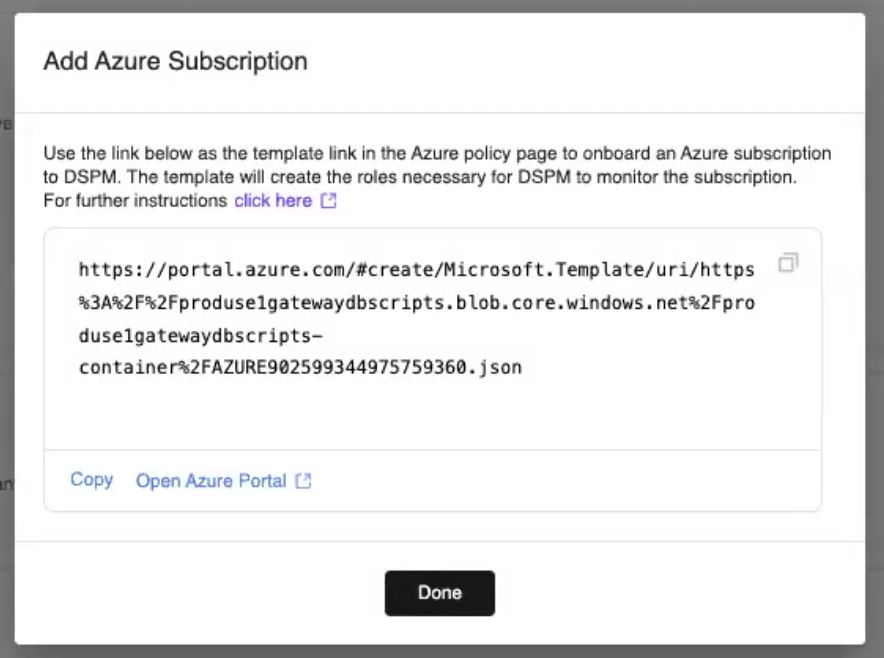 Add Azure Subscription
Use the link below as the template link in the Azure policy page to onboard an Azure subscription
to DSPM. The template will create the roles necessary for DSPM to monitor the subscription.
For further instructions click here
https://portal.azure.com/#create/Microsoft.Template/uri/https
%3A%2F%2Fproduse1gatewaydbscripts.blob.core.windows.net%2Fpro
duse1gatewaydbscripts-
container%2FAZURE902599344975759360.json
Copy Open Azure Portal
Done